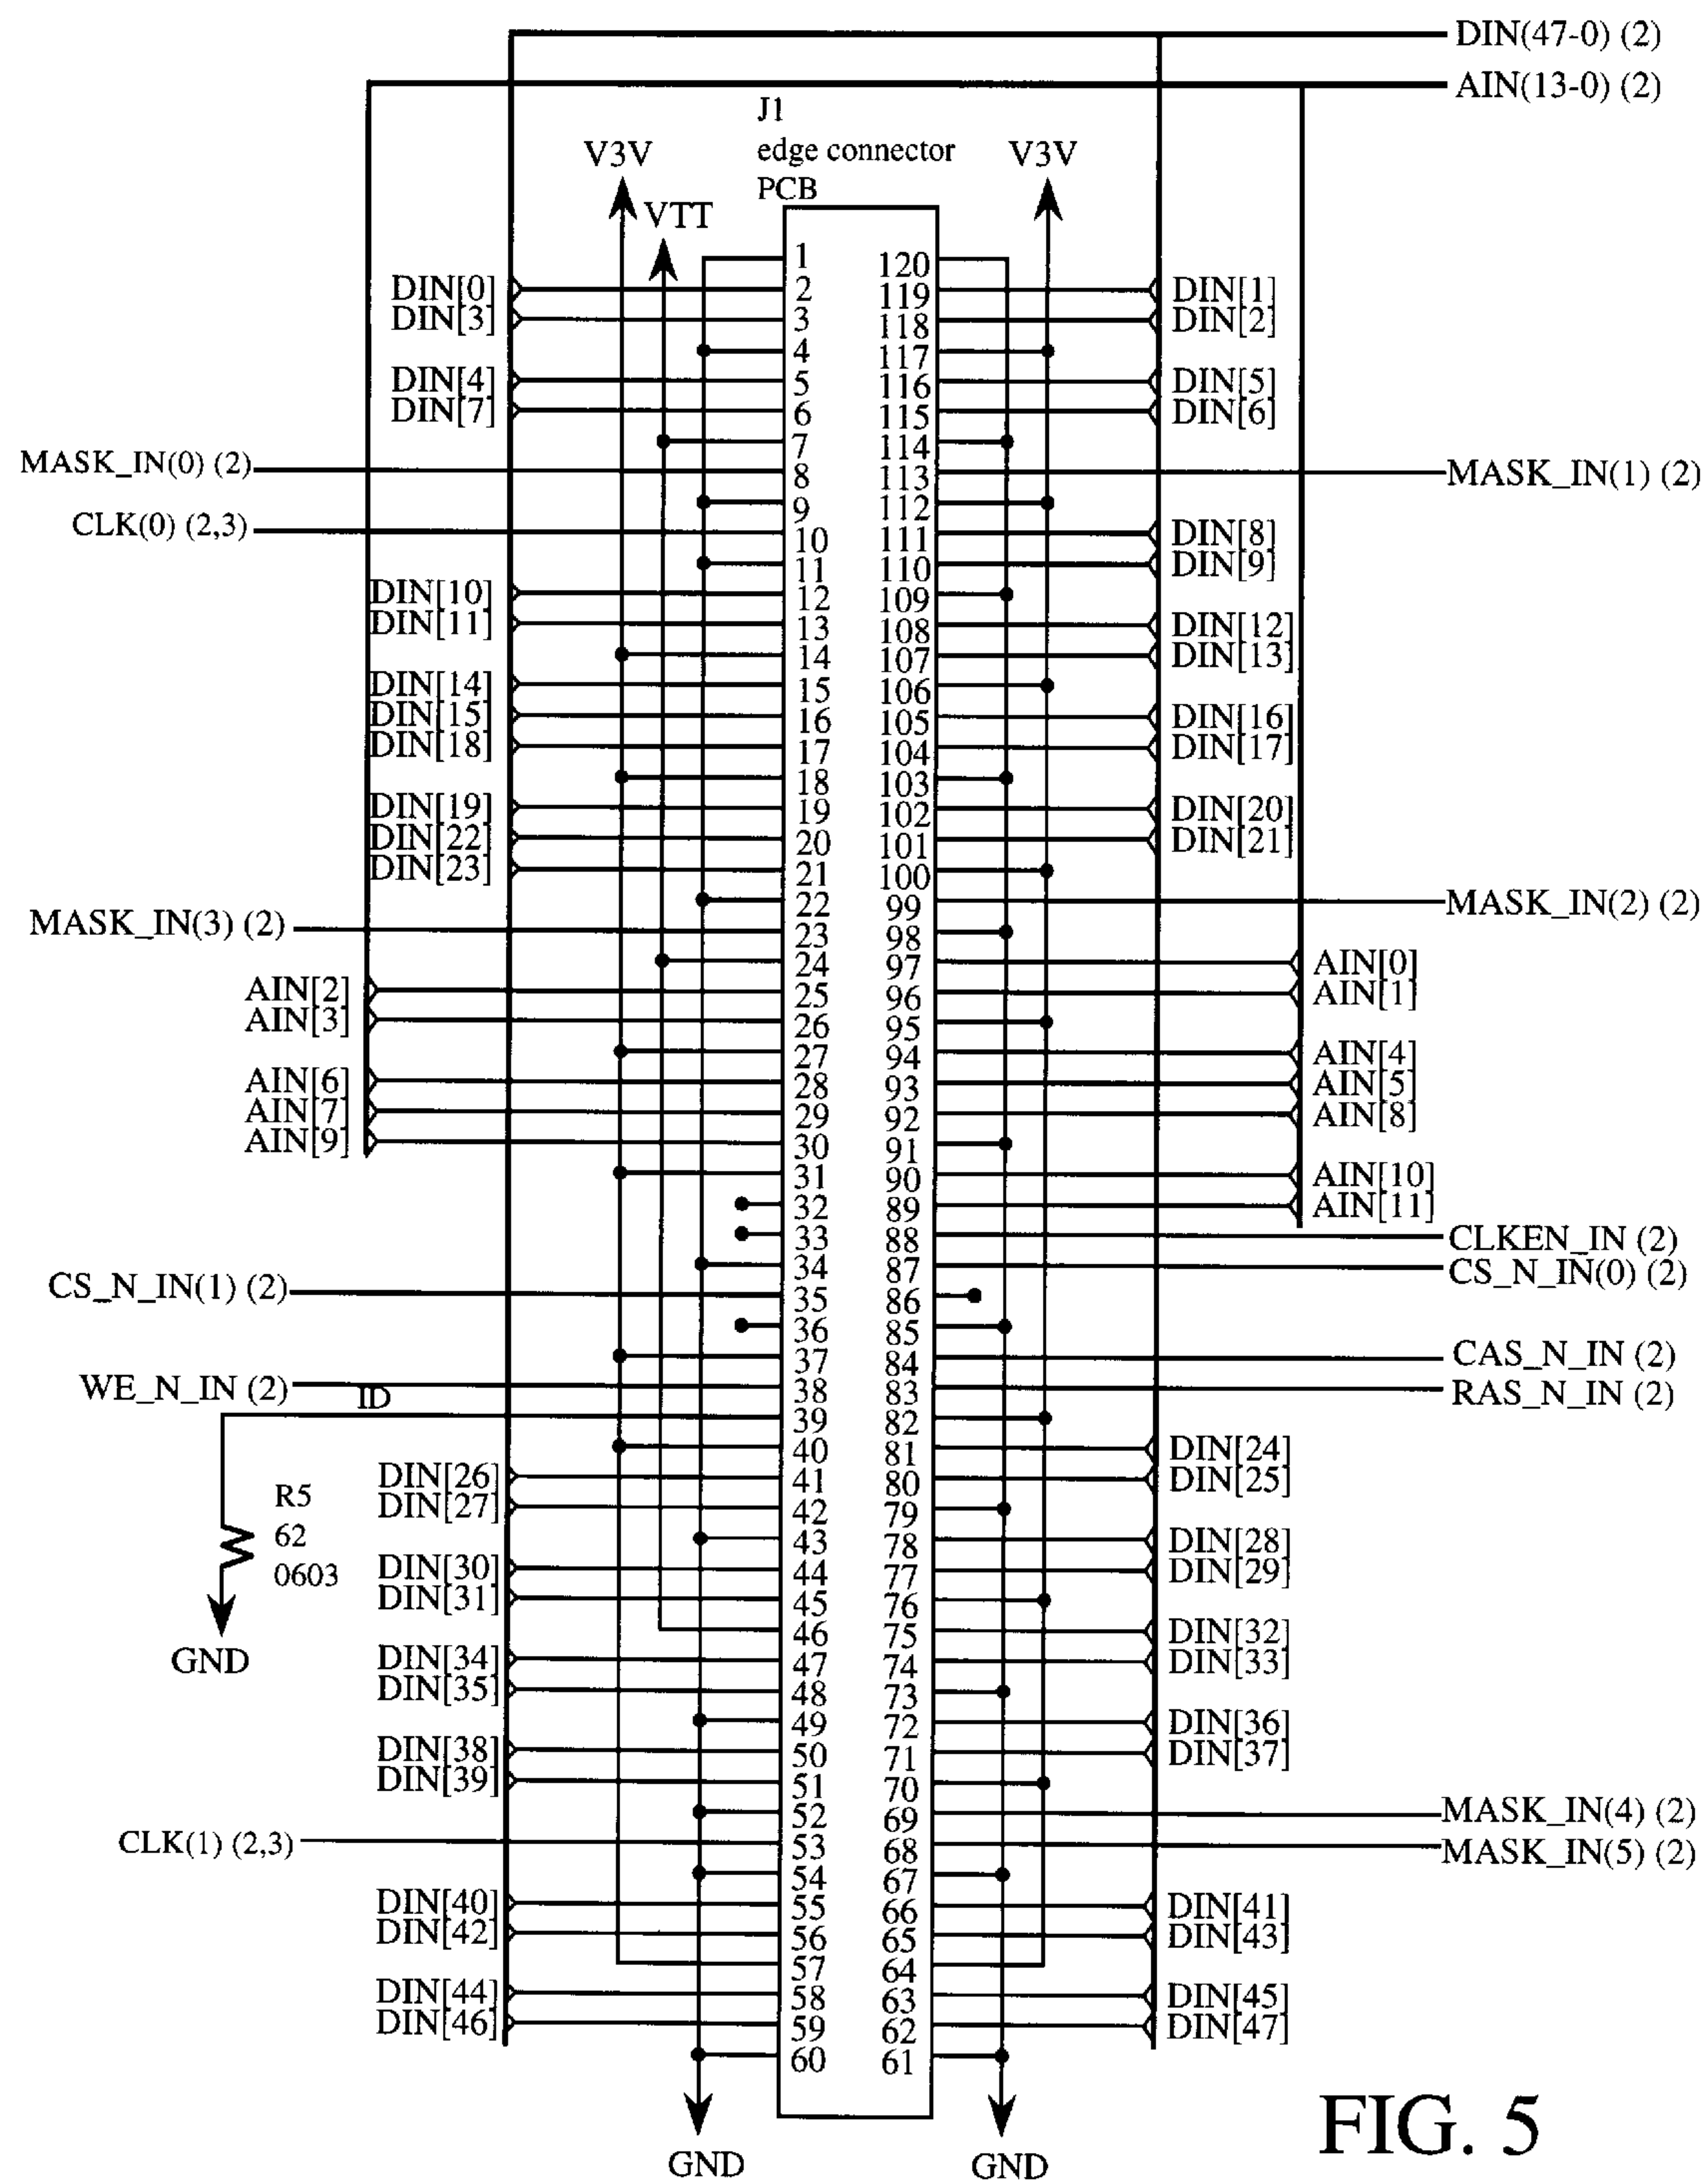 DIN(47-0) (2)
AIN(13-0) (2)
J1
edge connector
PCB
V3V
V3V
VTT
1 120
DIN[0] 2 119 DIN[1]
DIN[3] 3 118 DIN[2]
4 117
DIN[4] 5 116 DIN[5]
DIN[7] 6 115 DIN[6]
7 114
MASK_IN(0) (2) 8 113 MASK_IN(1) (2)
9 112
CLK(0) (2,3) 10 111 DIN[8]
11 110 DIN[9]
DIN[10] 12 109
DIN[11] 13 108 DIN[12]
14 107 DIN[13]
DIN[14] 15 106
DIN[15] 16 105 DIN[16]
DIN[18] 17 104 DIN[17]
18 103
DIN[19] 19 102 DIN[20]
DIN[22] 20 101 DIN[21]
DIN[23] 21 100
22 99 MASK_IN(2) (2)
MASK_IN(3) (2) 23 98
24 97 AIN[0]
AIN[2] 25 96 AIN[1]
AIN[3] 26 95
27 94 AIN[4]
AIN[6] 28 93 AIN[5]
AIN[7] 29 92 AIN[8]
AIN[9] 30 91
31 90 AIN[10]
32 89 AIN[11]
33 88 CLKEN_IN (2)
34 87 CS_N_IN(0) (2)
CS_N_IN(1) (2) 35 86
36 85
37 84 CAS_N_IN (2)
WE_N_IN (2) 38 83 RAS_N_IN (2)
ID 39 82
40 81 DIN[24]
DIN[26] 41 80 DIN[25]
DIN[27] 42 79
43 78 DIN[28]
DIN[30] 44 77 DIN[29]
DIN[31] 45 76
46 75 DIN[32]
DIN[34] 47 74 DIN[33]
DIN[35] 48 73
49 72 DIN[36]
DIN[38] 50 71 DIN[37]
DIN[39] 51 70
52 69 MASK_IN(4) (2)
CLK(1) (2,3) 53 68 MASK_IN(5) (2)
54 67
DIN[40] 55 66 DIN[41]
DIN[42] 56 65 DIN[43]
57 64
DIN[44] 58 63 DIN[45]
DIN[46] 59 62 DIN[47]
60 61
R5
62
0603
GND
GND
GND
FIG. 5